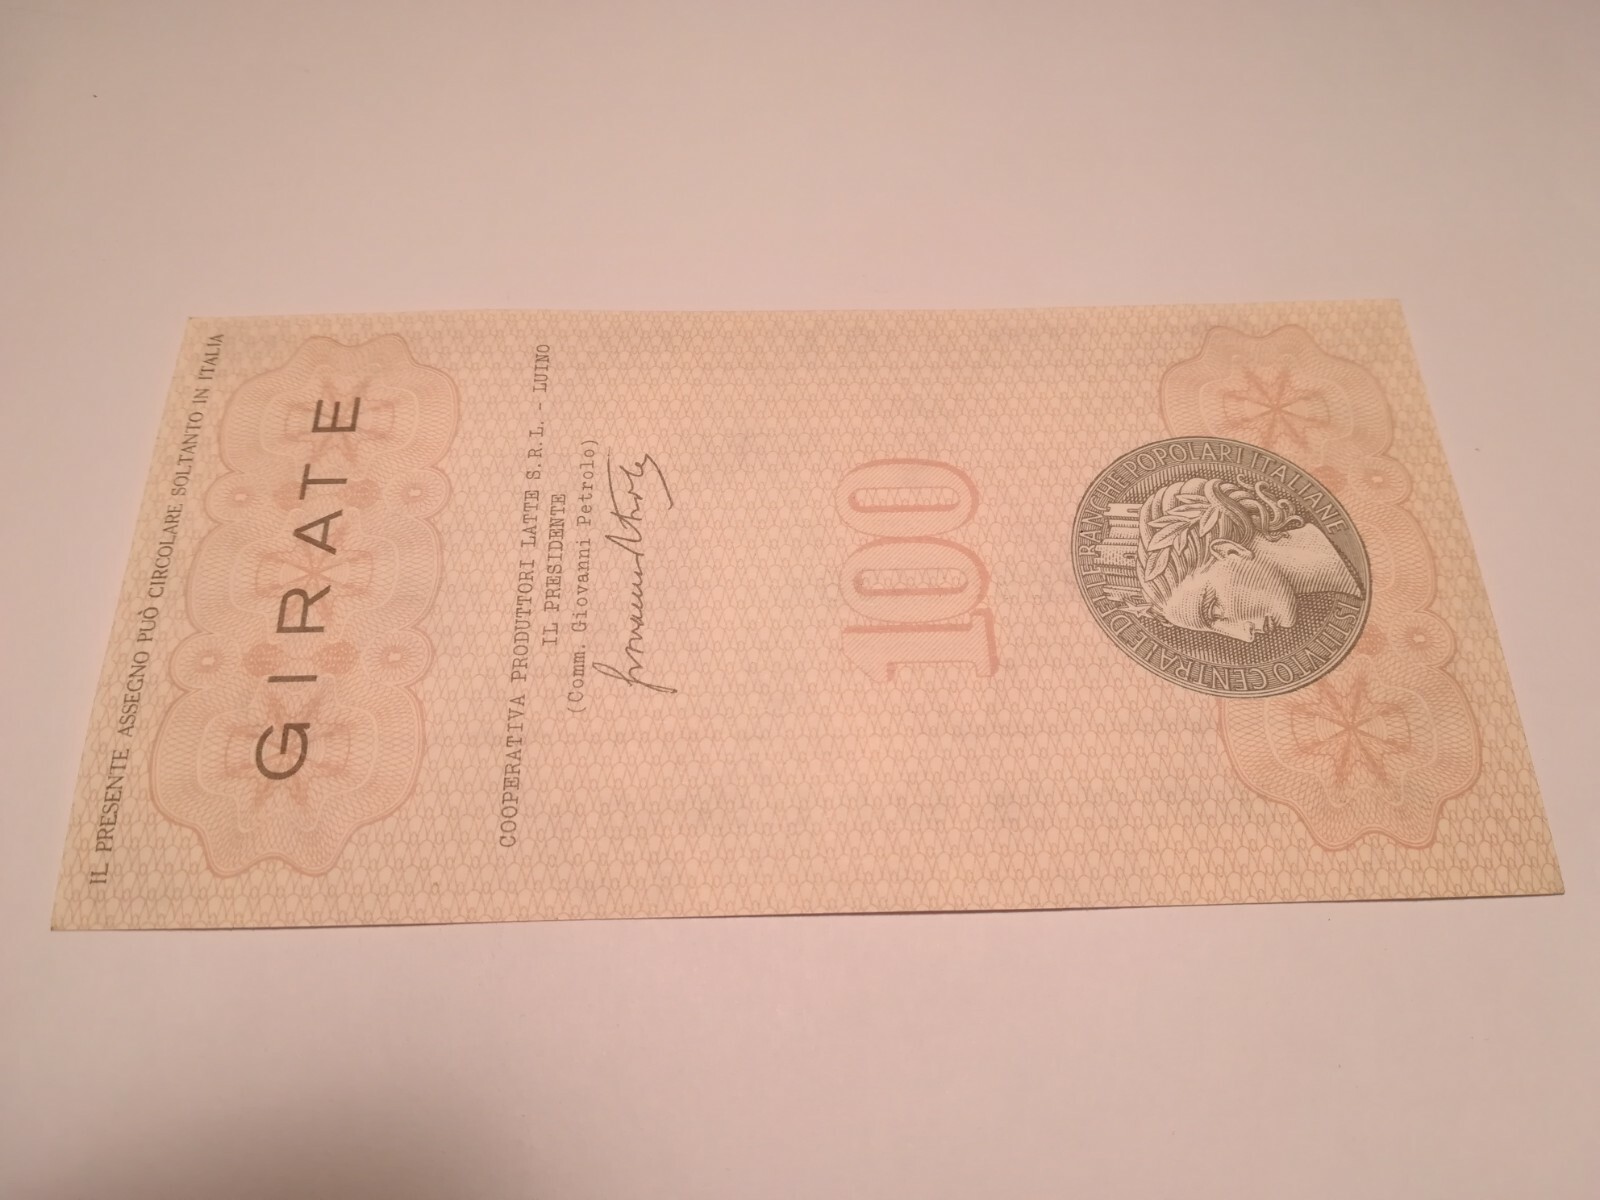 IL PRESENTE ASSEGNO PUÒ CIRCOLARE SOLTANTO IN ITALIA
GIRATE
COOPERATIVA PRODUTTORI LATTE S.R.L. - LUINO
IL PRESIDENTE
(Comm. Giovanni Petrolo)
100
ISTITVTO CENTRALE DELLE BANCHE POPOLARI ITALIANE